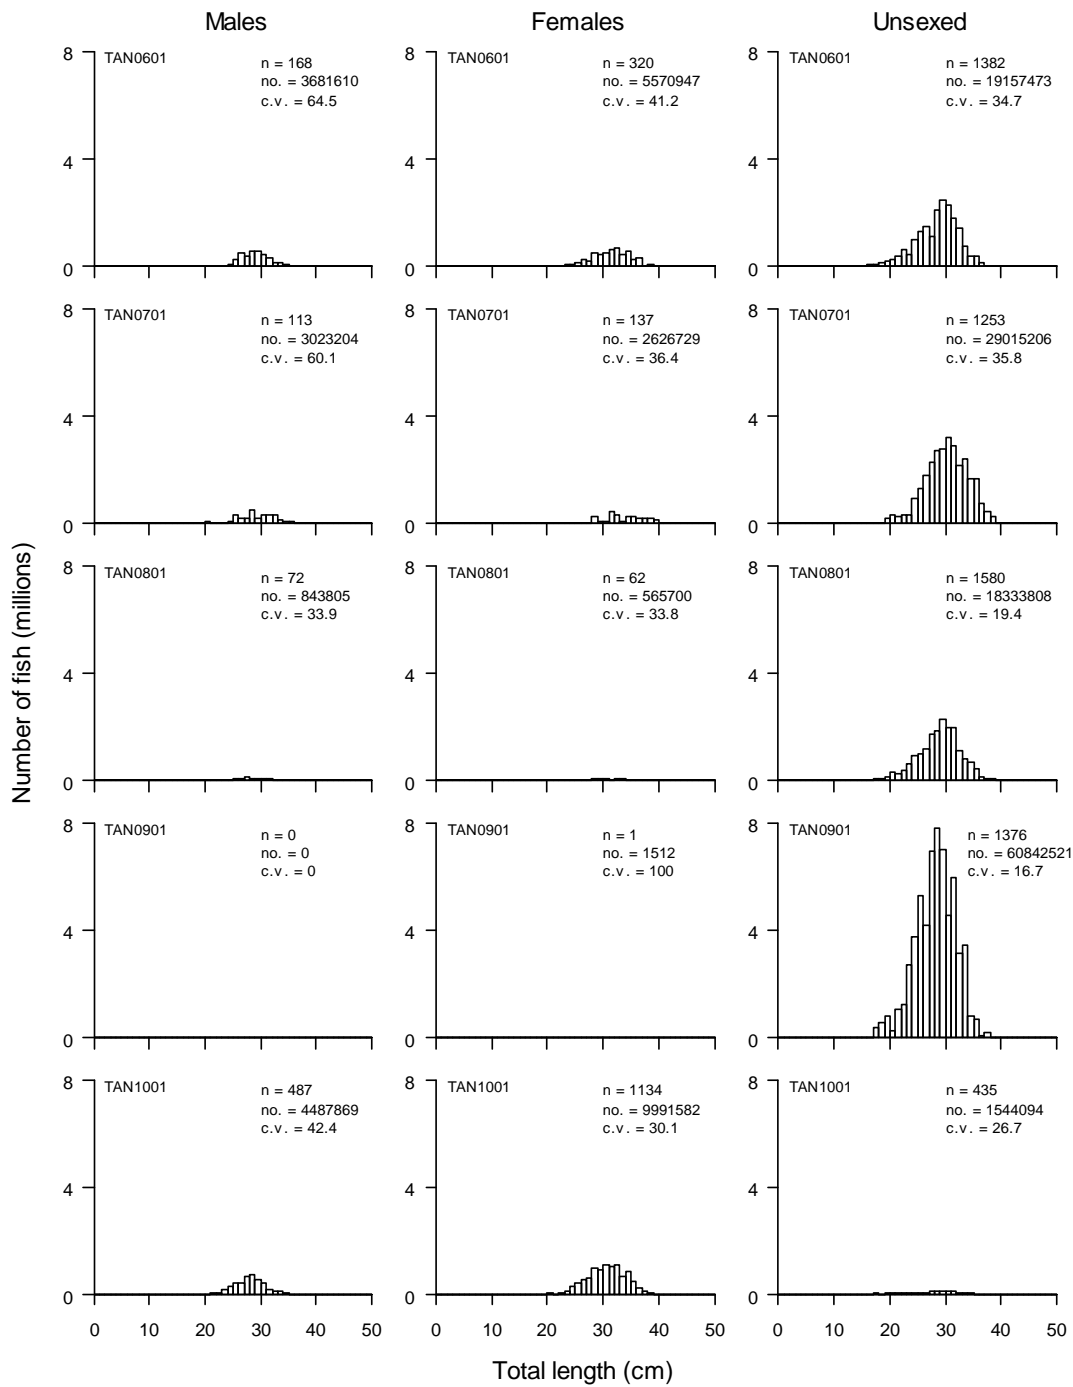 Males
Females
Unsexed
8
4
0
TAN0601
n = 168
no. = 3681610
c.v. = 64.5
8
4
0
TAN0601
n = 320
no. = 5570947
c.v. = 41.2
8
4
0
TAN0601
n = 1382
no. = 19157473
c.v. = 34.7
8
4
0
TAN0701
n = 113
no. = 3023204
c.v. = 60.1
8
4
0
TAN0701
n = 137
no. = 2626729
c.v. = 36.4
8
4
0
TAN0701
n = 1253
no. = 29015206
c.v. = 35.8
8
4
0
TAN0801
n = 72
no. = 843805
c.v. = 33.9
8
4
0
TAN0801
n = 62
no. = 565700
c.v. = 33.8
8
4
0
TAN0801
n = 1580
no. = 18333808
c.v. = 19.4
8
4
0
TAN0901
n = 0
no. = 0
c.v. = 0
8
4
0
TAN0901
n = 1
no. = 1512
c.v. = 100
8
4
0
TAN0901
n = 1376
no. = 60842521
c.v. = 16.7
8
4
0
TAN1001
n = 487
no. = 4487869
c.v. = 42.4
8
4
0
TAN1001
n = 1134
no. = 9991582
c.v. = 30.1
8
4
0
TAN1001
n = 435
no. = 1544094
c.v. = 26.7
0 10 20 30 40 50
0 10 20 30 40 50
0 10 20 30 40 50
Number of fish (millions)
Total length (cm)